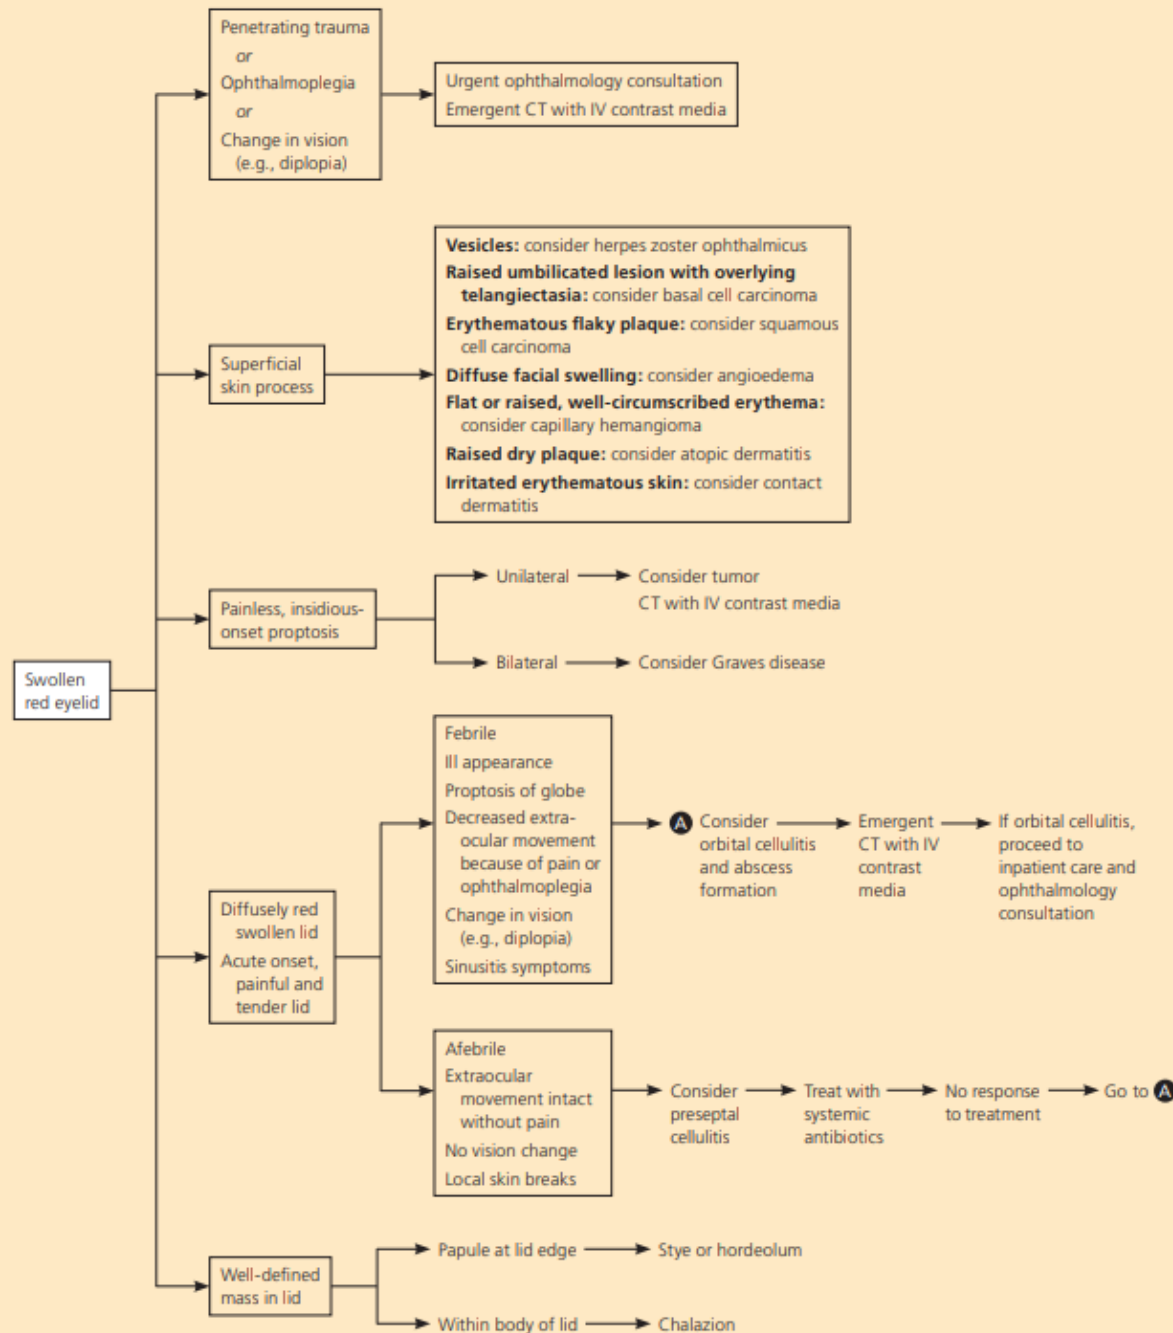 Penetrating trauma
or
Ophthalmoplegia
or
Change in vision
(e.g., diplopia)
Urgent ophthalmology consultation
Emergent CT with IV contrast media
Superficial
skin process
Vesicles: consider herpes zoster ophthalmicus
Raised umbilicated lesion with overlying
telangiectasia: consider basal cell carcinoma
Erythematous flaky plaque: consider squamous
cell carcinoma
Diffuse facial swelling: consider angioedema
Flat or raised, well-circumscribed erythema:
consider capillary hemangioma
Raised dry plaque: consider atopic dermatitis
Irritated erythematous skin: consider contact
dermatitis
Painless, insidious-
onset proptosis
Unilateral
Consider tumor
CT with IV contrast media
Bilateral
Consider Graves disease
Swollen
red eyelid
Diffusely red
swollen lid
Acute onset,
painful and
tender lid
Febrile
Ill appearance
Proptosis of globe
Decreased extra-
ocular movement
because of pain or
ophthalmoplegia
Change in vision
(e.g., diplopia)
Sinusitis symptoms
A Consider
orbital cellulitis
and abscess
formation
Emergent
CT with IV
contrast
media
If orbital cellulitis,
proceed to
inpatient care and
ophthalmology
consultation
Afebrile
Extraocular
movement intact
without pain
No vision change
Local skin breaks
Consider
preseptal
cellulitis
Treat with
systemic
antibiotics
No response
to treatment
Go to A
Well-defined
mass in lid
Papule at lid edge
Stye or hordeolum
Within body of lid
Chalazion